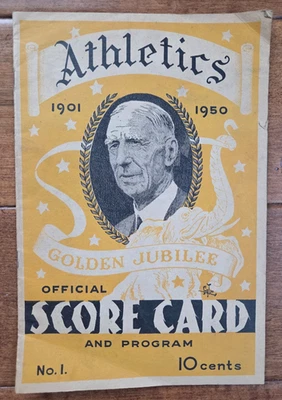 Athletics
1901 1950
GOLDEN JUBILEE
OFFICIAL
SCORE CARD
AND PROGRAM
No. 1. 10 cents